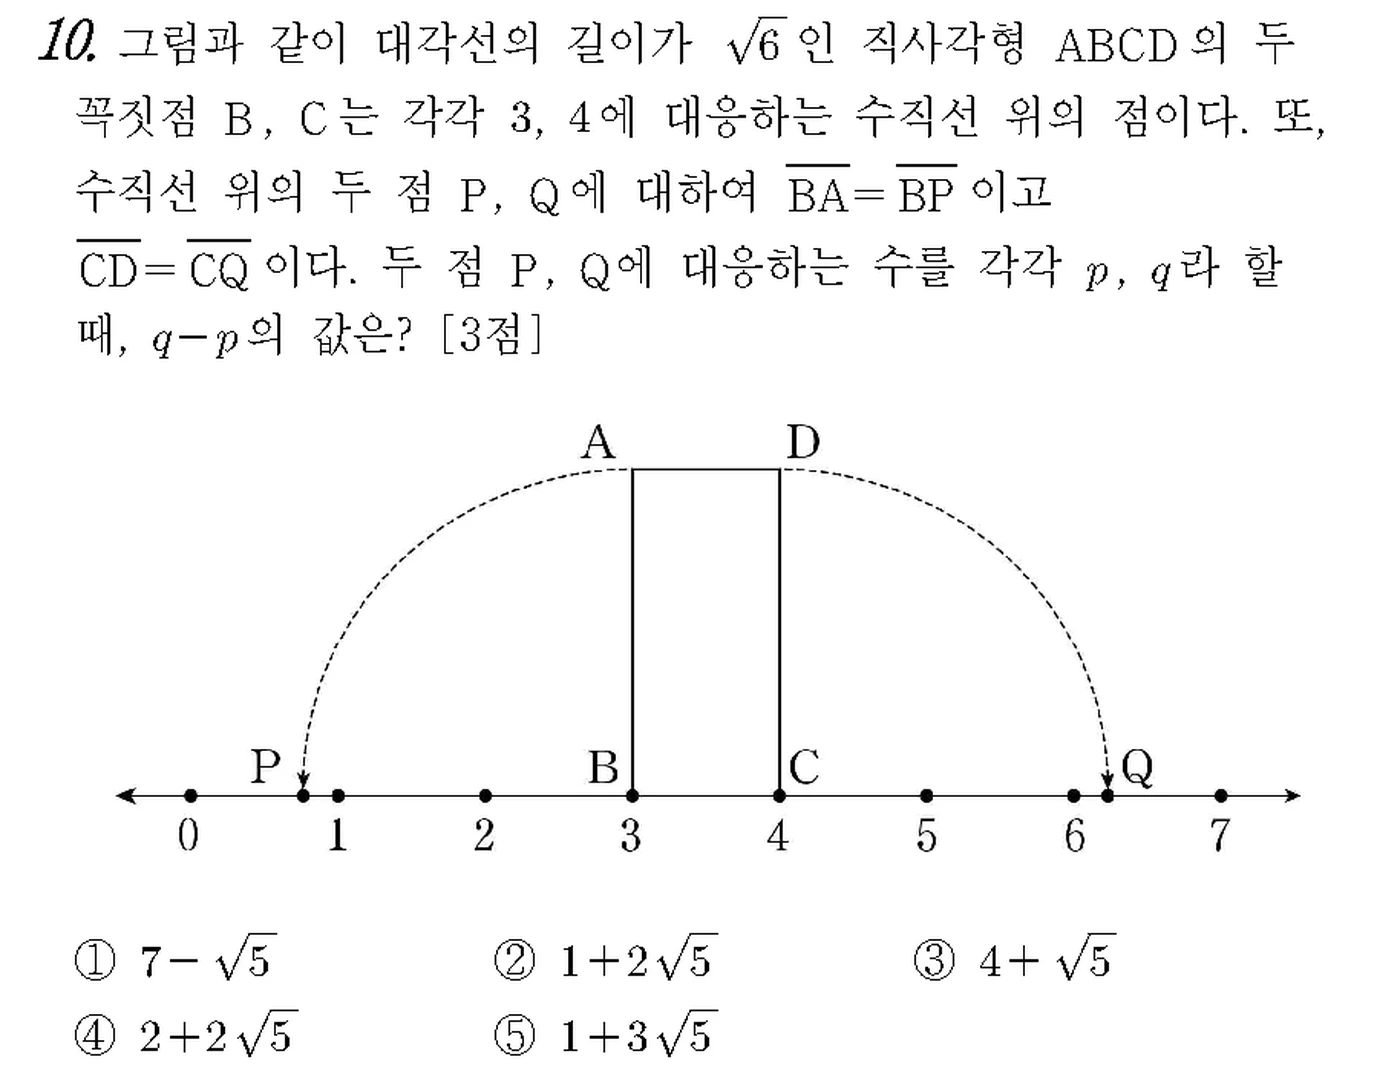 10. 그림과 같이 대각선의 길이가 √6인 직사각형 ABCD의 두
꼭짓점 B, C는 각각 3, 4에 대응하는 수직선 위의 점이다. 또,
수직선 위의 두 점 P, Q에 대하여 B̅A̅=B̅P̅이고
C̅D̅=C̅Q̅이다. 두 점 P, Q에 대응하는 수를 각각 p, q라 할
때, q-p의 값은? [3점]
A D
P B C Q
0 1 2 3 4 5 6 7
① 7-√5 ② 1+2√5 ③ 4+√5
④ 2+2√5 ⑤ 1+3√5